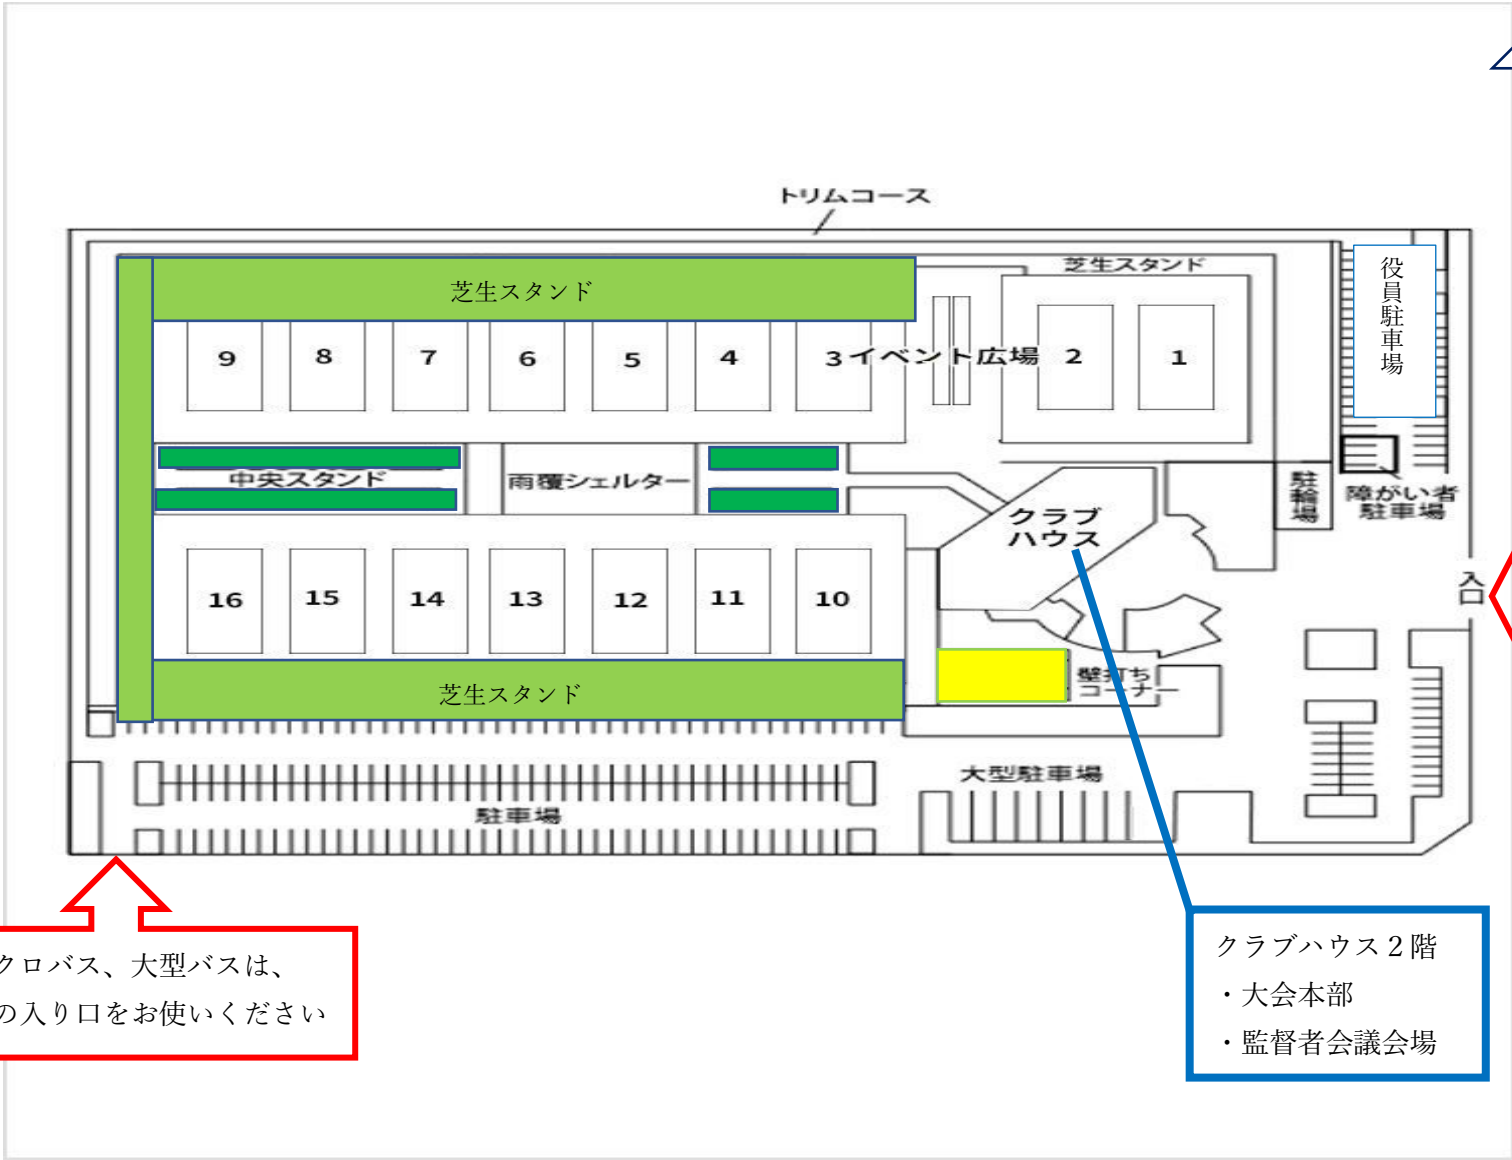 トリムコース
芝生スタンド
芝生スタンド
役員駐車場
9
8
7
6
5
4
3
イベント広場
2
1
中央スタンド
雨覆シェルター
クラブ
ハウス
駐輪場
障がい者
駐車場
入口
16
15
14
13
12
11
10
芝生スタンド
壁打ち
コーナー
大型駐車場
駐車場
クロバス、大型バスは、
の入り口をお使いください
クラブハウス２階
・大会本部
・監督者会議会場